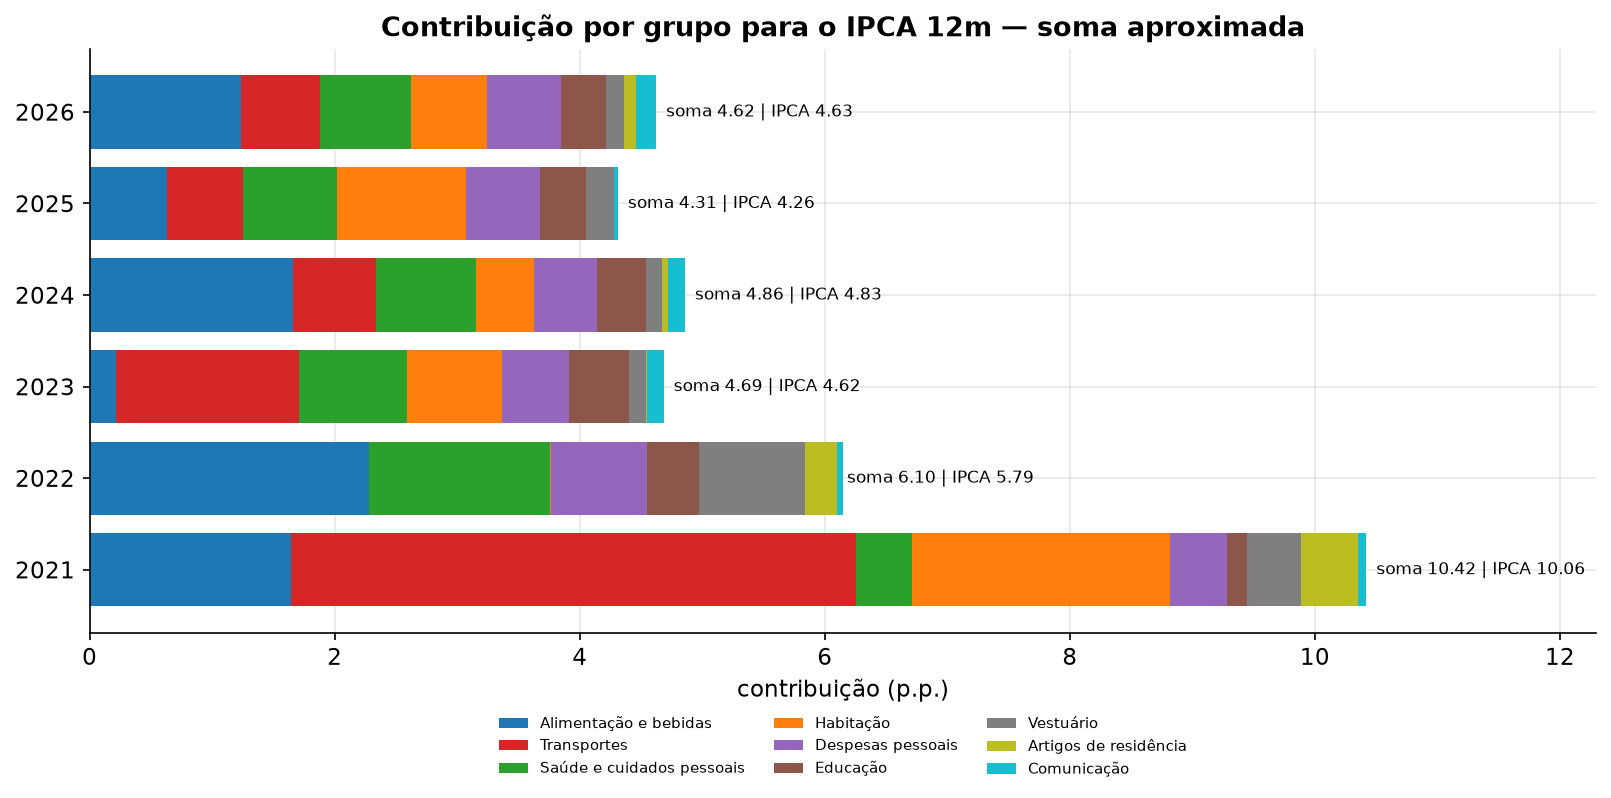 Contribuição por grupo para o IPCA 12m — soma aproximada
2026
soma 4.62 | IPCA 4.63
2025
soma 4.31 | IPCA 4.26
2024
soma 4.86 | IPCA 4.83
2023
soma 4.69 | IPCA 4.62
2022
soma 6.10 | IPCA 5.79
2021
soma 10.42 | IPCA 10.06
0 2 4 6 8 10 12
contribuição (p.p.)
Alimentação e bebidas
Transportes
Saúde e cuidados pessoais
Habitação
Despesas pessoais
Educação
Vestuário
Artigos de residência
Comunicação